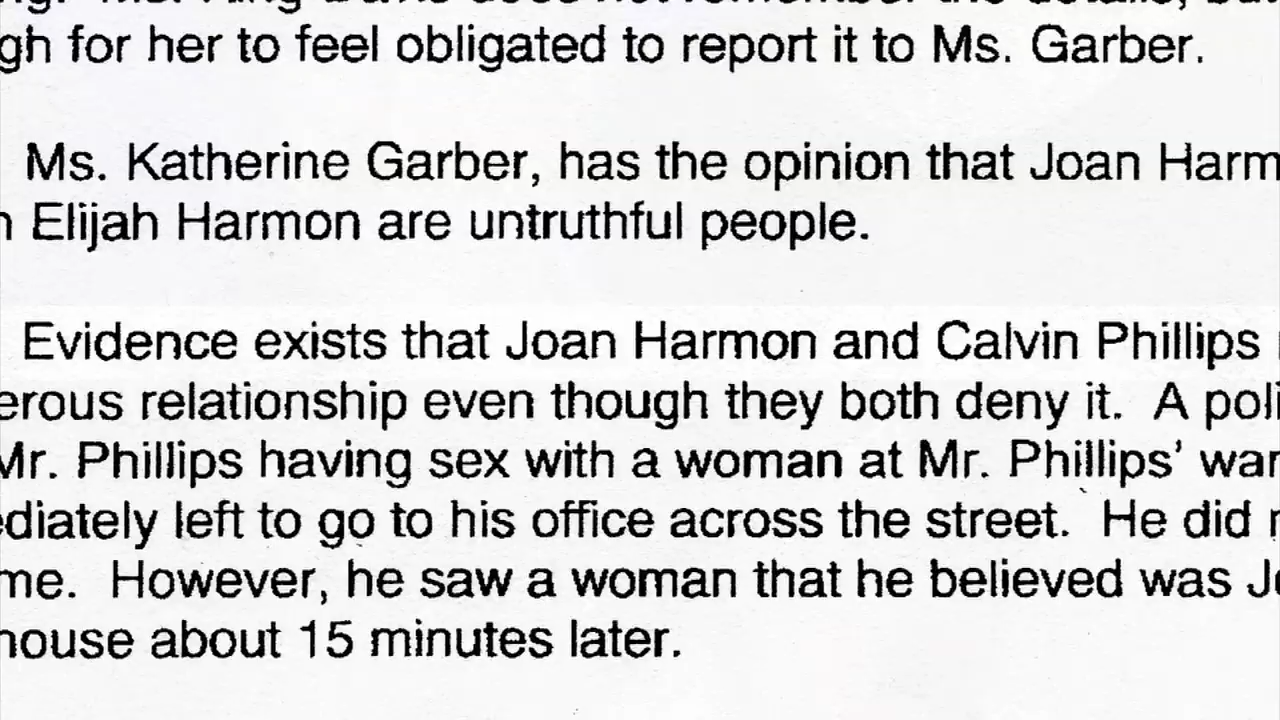 gh for her to feel obligated to report it to Ms. Garber.
Ms. Katherine Garber, has the opinion that Joan Harm
n Elijah Harmon are untruthful people.
Evidence exists that Joan Harmon and Calvin Phillips
erous relationship even though they both deny it. A poli
Mr. Phillips having sex with a woman at Mr. Phillips’ war
ediately left to go to his office across the street. He did r
me. However, he saw a woman that he believed was Jo
house about 15 minutes later.